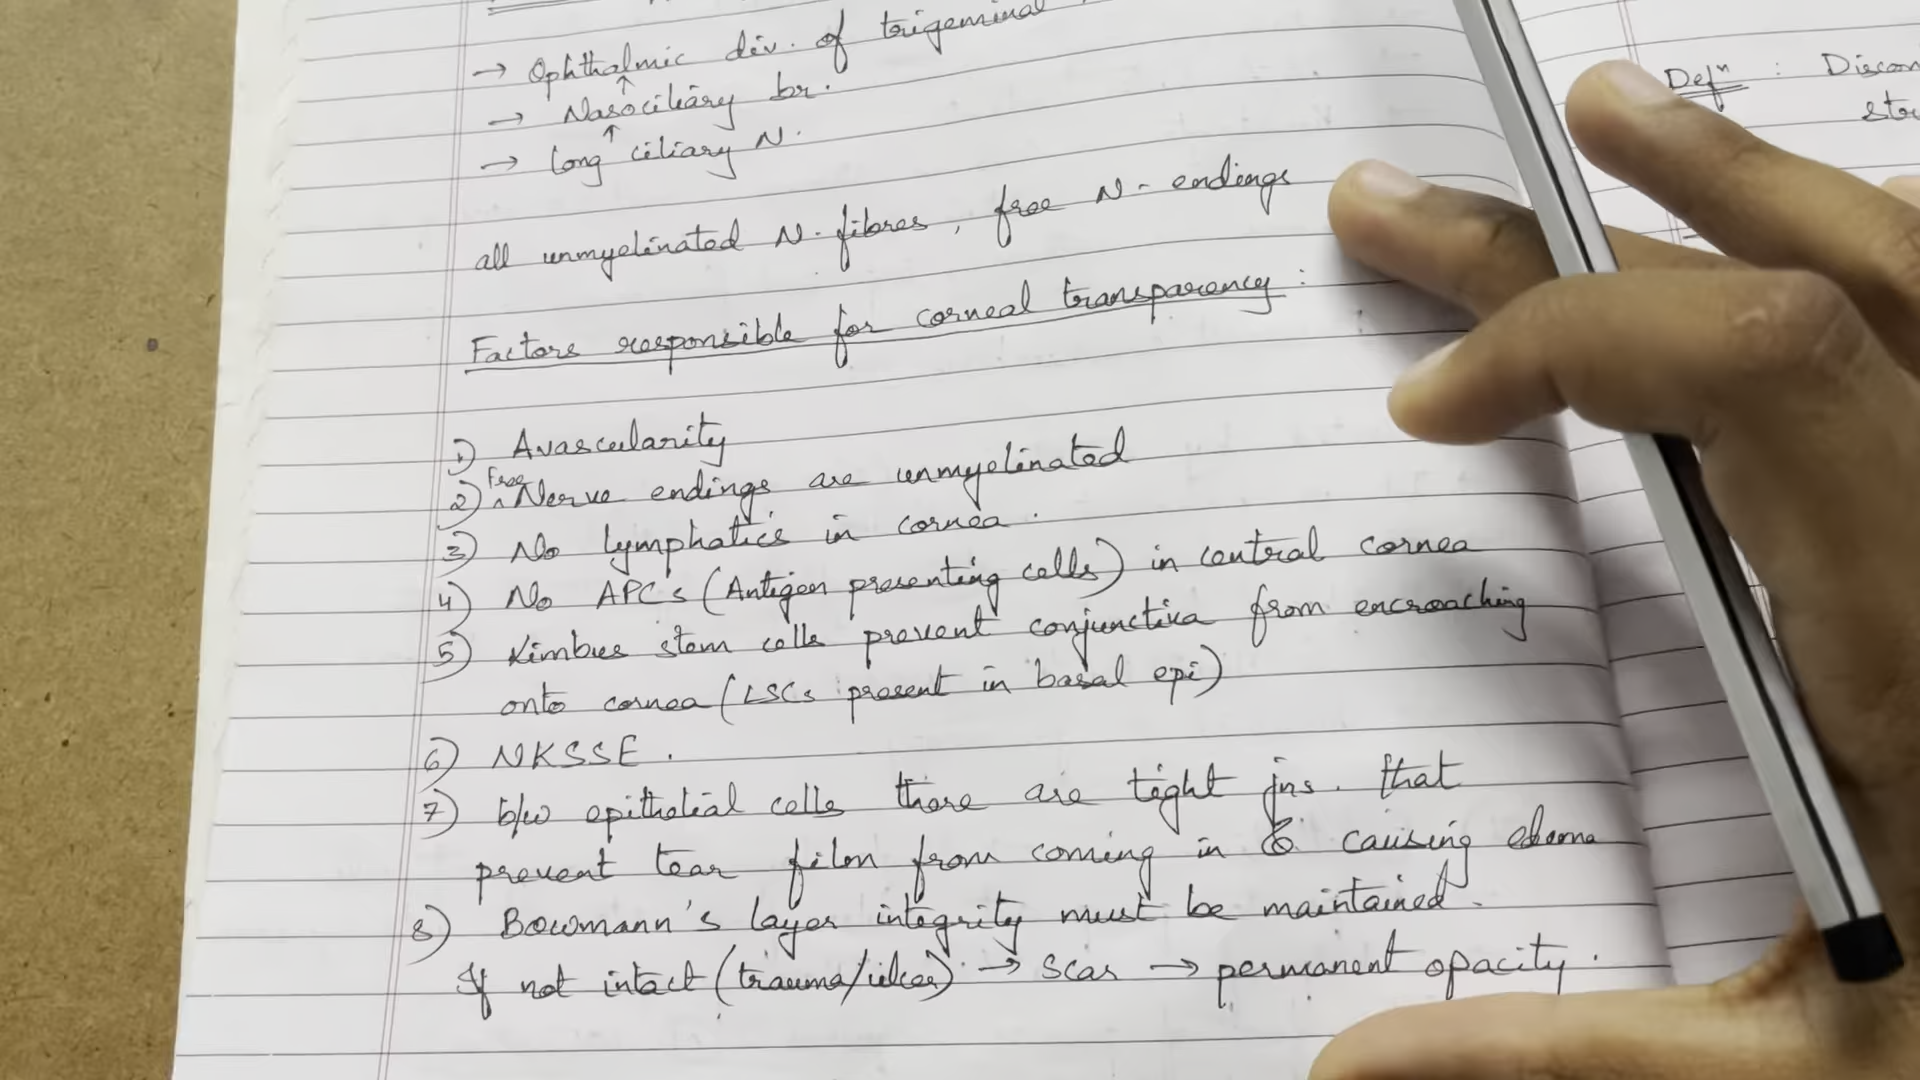 → Ophthalmic div. of trigeminal
↑
→ Nasociliary br.
↑
→ long ciliary N.
all unmyelinated N. fibres, free N- endings
Factors responsible for corneal transparency :
1) Avascularity
2) Free ^ Nerve endings are unmyelinated
3) No lymphatics in cornea.
4) No APC's (Antigen presenting cells) in central cornea
5) Limbus stem cells prevent conjunctiva from encroaching
onto cornea (LSCs present in basal epi)
6) NKSSE.
7) b/w epithelial cells there are tight jns. that
prevent tear film from coming in & causing edema
8) Bowmann's layer integrity must be maintained.
If not intact (trauma/ulcer) → scar → permanent opacity.
Defⁿ :